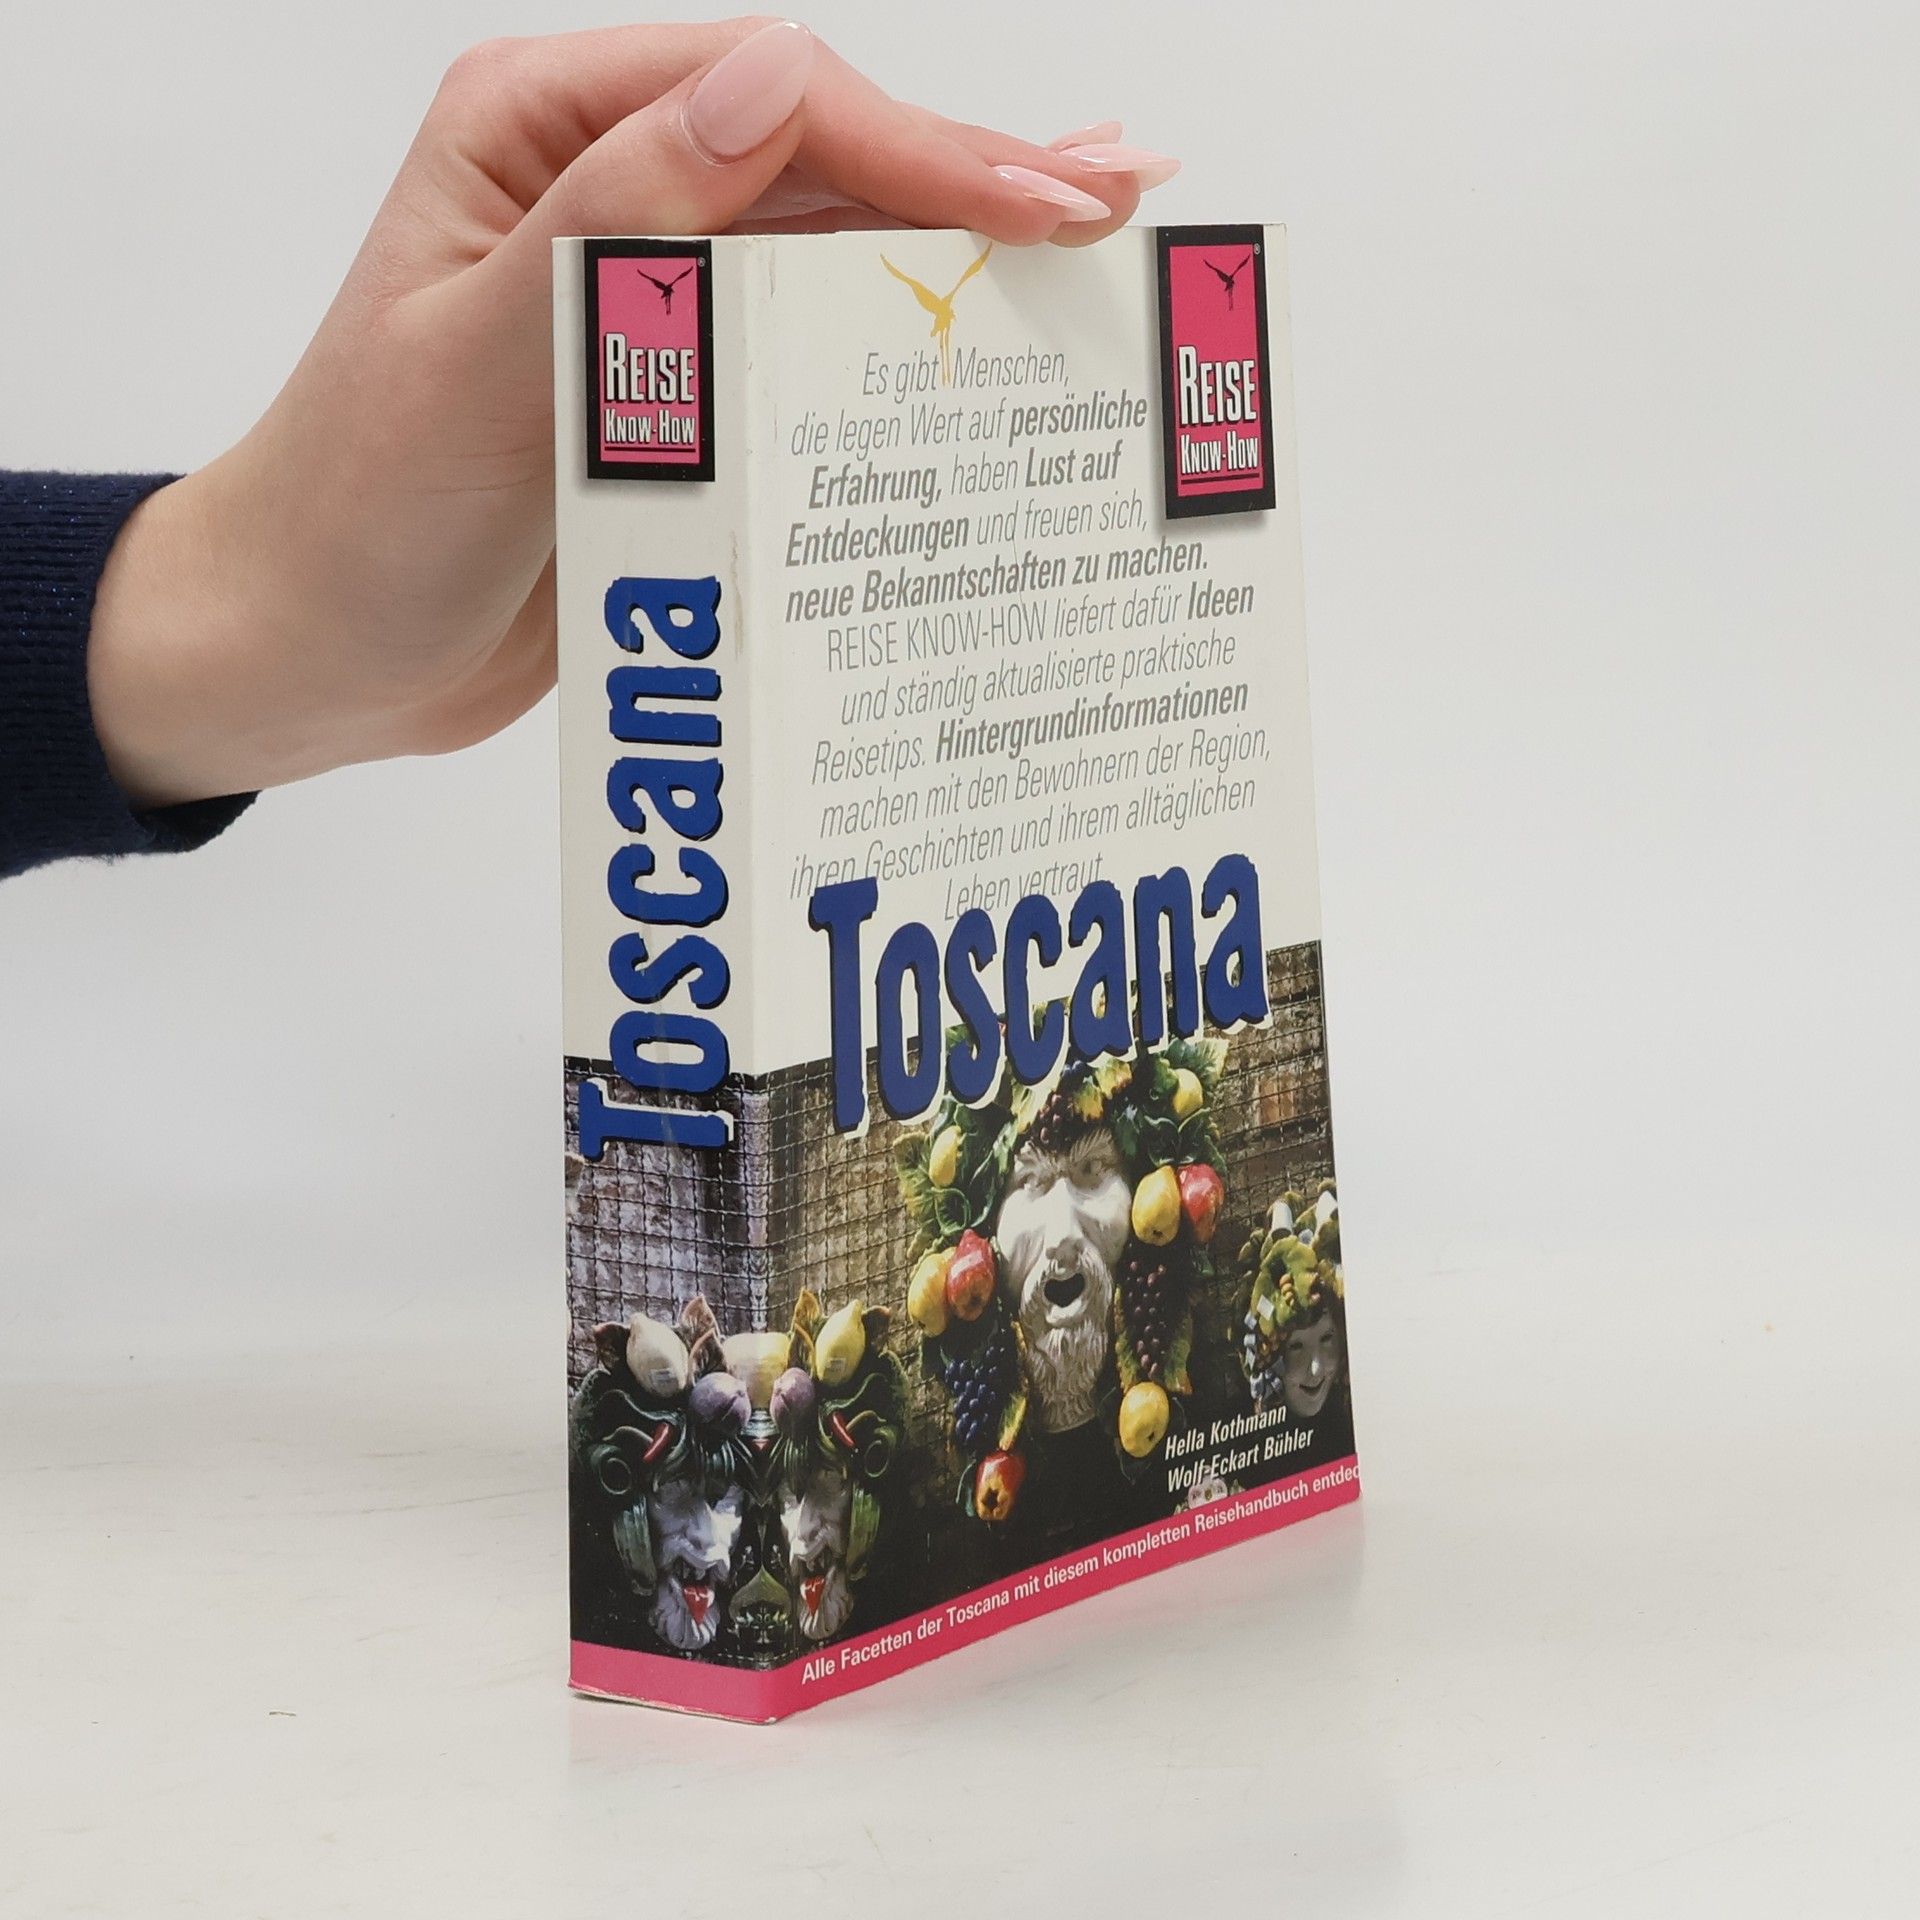 REISE
KNOW-HOW
®
Toscana
Es gibt Menschen,
die legen Wert auf persönliche
Erfahrung, haben Lust auf
Entdeckungen und freuen sich,
neue Bekanntschaften zu machen.
REISE KNOW-HOW liefert dafür Ideen
und ständig aktualisierte praktische
Reisetips. Hintergrundinformationen
machen mit den Bewohnern der Region,
ihren Geschichten und ihrem alltäglichen
Leben vertraut
REISE
KNOW-HOW
®
Toscana
Hella Kothmann
Wolf-Eckart Bühler
Alle Facetten der Toscana mit diesem kompletten Reisehandbuch entdec